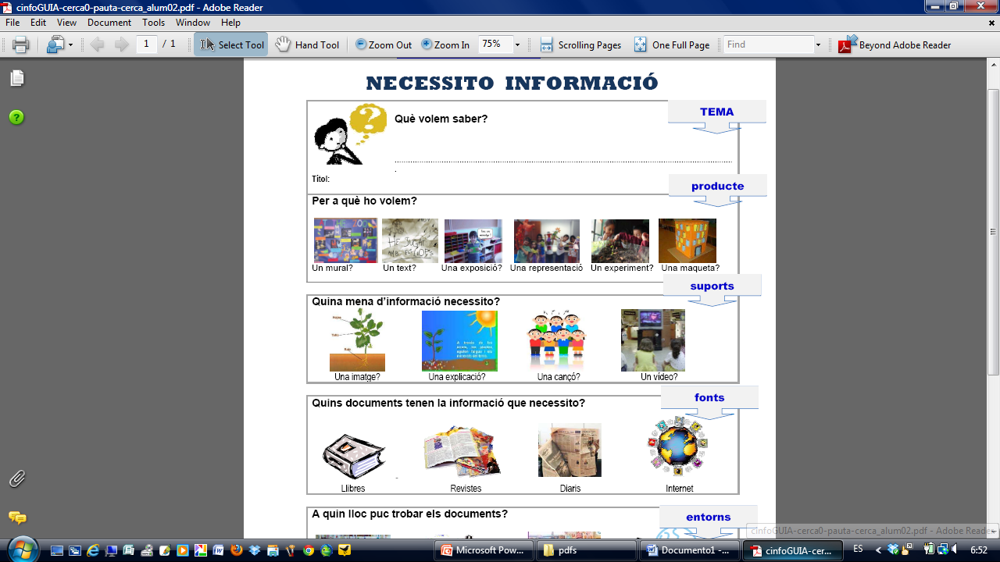 cinfoGUIA-cerca0-pauta-cerca_alum02.pdf - Adobe Reader
File Edit View Document Tools Window Help
1 / 1 Select Tool Hand Tool Zoom Out Zoom In 75% Scrolling Pages One Full Page Find Beyond Adobe Reader
NECESSITO INFORMACIÓ
TEMA
Què volem saber?
Títol:
producte
Per a què ho volem?
HE JUGAT
Un mural? Un text? Una exposició? Una representació Un experiment? Una maqueta?
suports
Quina mena d'informació necessito?
Una imatge? Una explicació? Una cançó? Un vídeo?
fonts
Quins documents tenen la informació que necessito?
Llibres Revistes Diaris Internet
A quin lloc puc trobar els documents?
entorns
cinfoGUIA-cerca0-pauta-cerca_alum02.pdf - Adobe Reader
Microsoft Pow... pdfs Documento1 -... cinfoGUIA-cer... ES 6:52